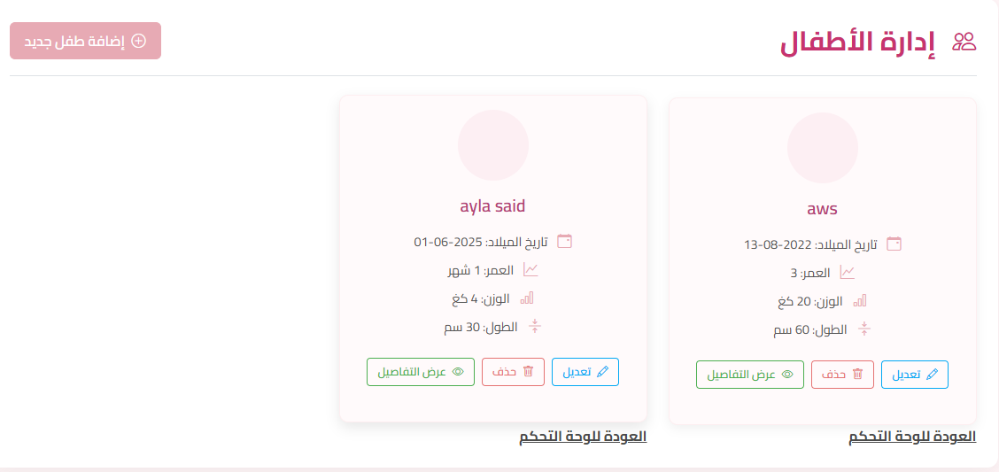 إدارة الأطفال
إضافة طفل جديد
aws
تاريخ الميلاد: 2022-08-13
العمر: 3
الوزن: 20 كغ
الطول: 60 سم
تعديل
حذف
عرض التفاصيل
العودة للوحة التحكم
ayla said
تاريخ الميلاد: 2025-06-01
العمر: 1 شهر
الوزن: 4 كغ
الطول: 30 سم
تعديل
حذف
عرض التفاصيل
العودة للوحة التحكم